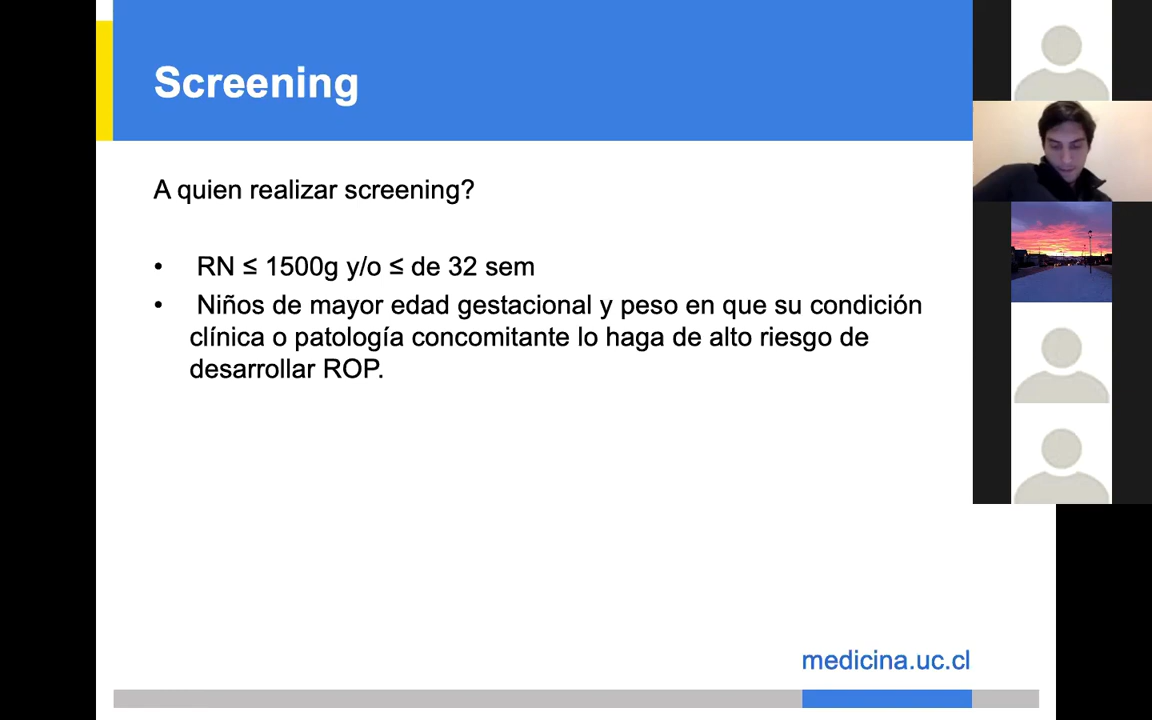 Screening
A quien realizar screening?
• RN ≤ 1500g y/o ≤ de 32 sem
• Niños de mayor edad gestacional y peso en que su condición
clínica o patología concomitante lo haga de alto riesgo de
desarrollar ROP.
medicina.uc.cl